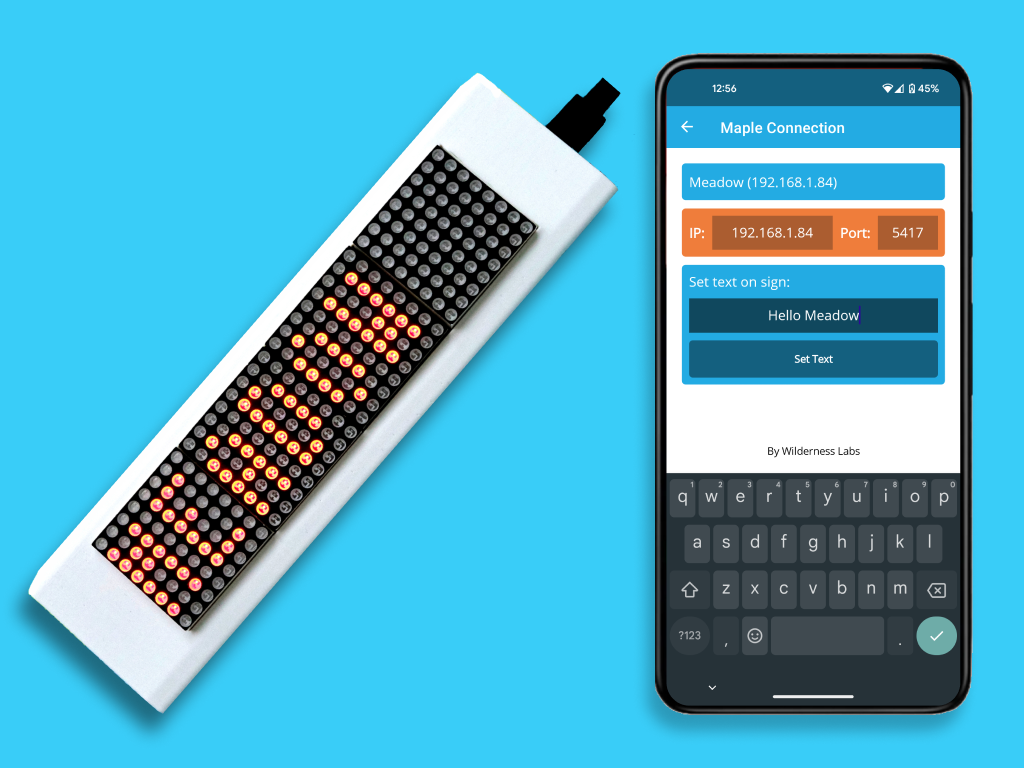 12:56
45%
Maple Connection
Meadow (192.168.1.84)
IP: 192.168.1.84 Port: 5417
Set text on sign:
Hello Meadow
Set Text
By Wilderness Labs
1 2 3 4 5 6 7 8 9 0
q w e r t y u i o p
a s d f g h j k l
z x c v b n m
?123 , .